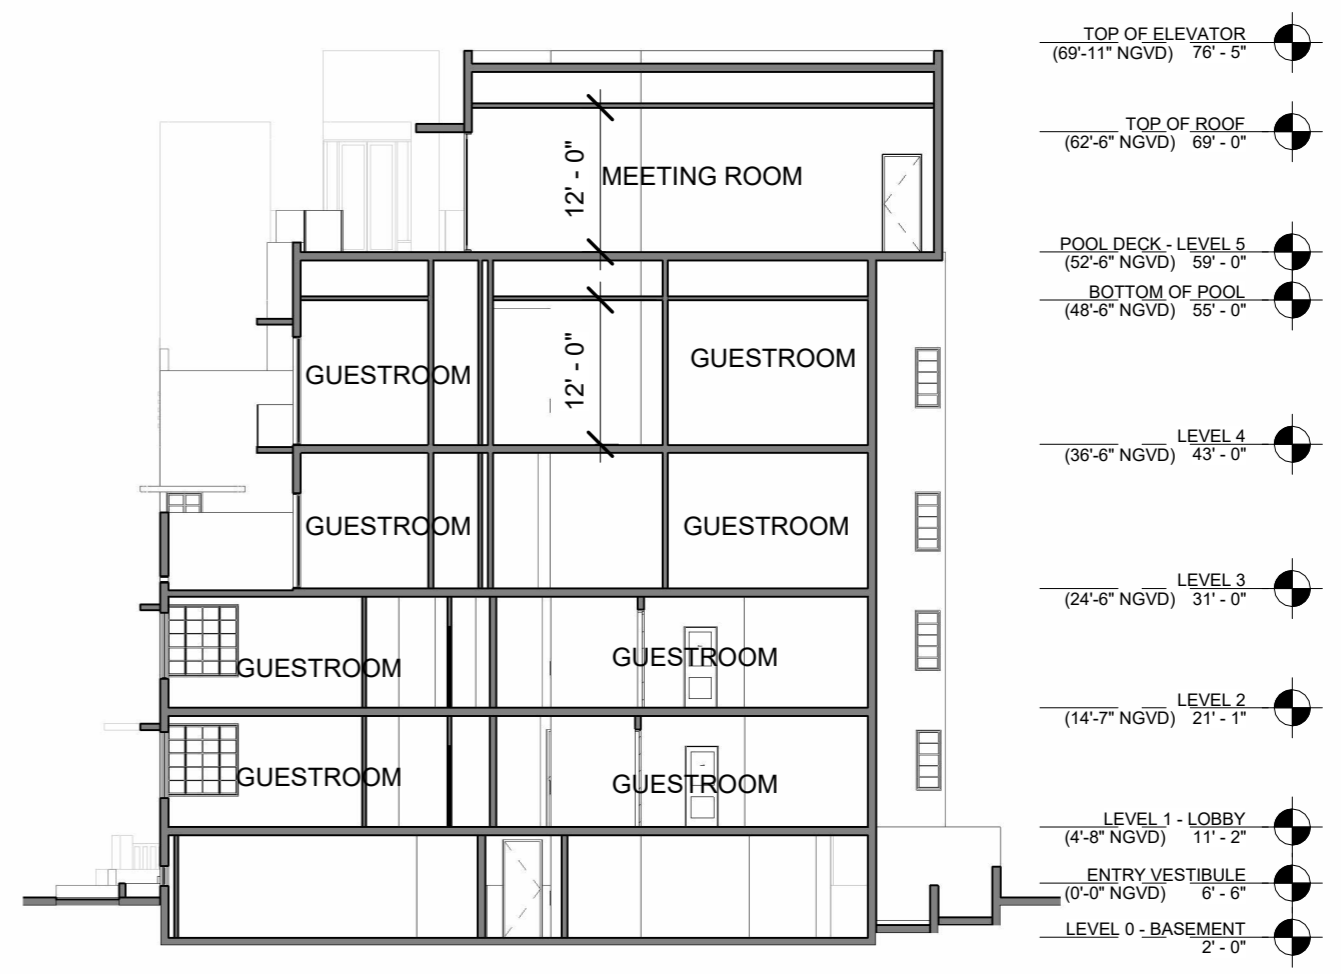 TOP OF ELEVATOR
(69'-11" NGVD) 76' - 5"
TOP OF ROOF
(62'-6" NGVD) 69' - 0"
12' - 0"
MEETING ROOM
POOL DECK - LEVEL 5
(52'-6" NGVD) 59' - 0"
BOTTOM OF POOL
(48'-6" NGVD) 55' - 0"
12' - 0"
GUESTROOM
GUESTROOM
LEVEL 4
(36'-6" NGVD) 43' - 0"
GUESTROOM
GUESTROOM
LEVEL 3
(24'-6" NGVD) 31' - 0"
GUESTROOM
GUESTROOM
LEVEL 2
(14'-7" NGVD) 21' - 1"
GUESTROOM
GUESTROOM
LEVEL 1 - LOBBY
(4'-8" NGVD) 11' - 2"
ENTRY VESTIBULE
(0'-0" NGVD) 6' - 6"
LEVEL 0 - BASEMENT
2' - 0"